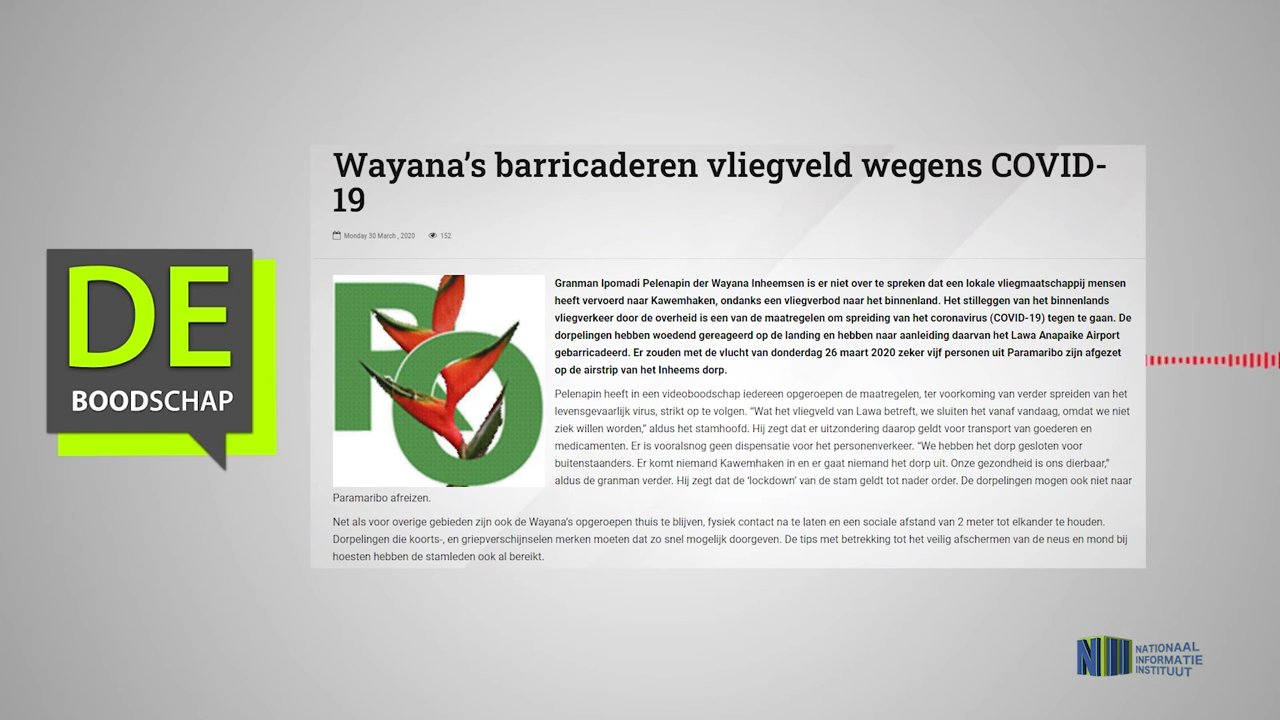 Wayana’s barricaderen vliegveld wegens COVID-
19
Monday 30 March , 2020 152
DE
BOODSCHAP
Granman Ipomadi Pelenapin der Wayana Inheemsen is er niet over te spreken dat een lokale vliegmaatschappij mensen
heeft vervoerd naar Kawemhaken, ondanks een vliegverbod naar het binnenland. Het stilleggen van het binnenlands
vliegverkeer door de overheid is een van de maatregelen om spreiding van het coronavirus (COVID-19) tegen te gaan. De
dorpelingen hebben woedend gereageerd op de landing en hebben naar aanleiding daarvan het Lawa Anapaike Airport
gebarricadeerd. Er zouden met de vlucht van donderdag 26 maart 2020 zeker vijf personen uit Paramaribo zijn afgezet
op de airstrip van het Inheems dorp.
Pelenapin heeft in een videoboodschap iedereen opgeroepen de maatregelen, ter voorkoming van verder spreiden van het
levensgevaarlijk virus, strikt op te volgen. “Wat het vliegveld van Lawa betreft, we sluiten het vanaf vandaag, omdat we niet
ziek willen worden,” aldus het stamhoofd. Hij zegt dat er uitzondering daarop geldt voor transport van goederen en
medicamenten. Er is vooralsnog geen dispensatie voor het personenverkeer. “We hebben het dorp gesloten voor
buitenstaanders. Er komt niemand Kawemhaken in en er gaat niemand het dorp uit. Onze gezondheid is ons dierbaar,”
aldus de granman verder. Hij zegt dat de ‘lockdown’ van de stam geldt tot nader order. De dorpelingen mogen ook niet naar
Paramaribo afreizen.
Net als voor overige gebieden zijn ook de Wayana’s opgeroepen thuis te blijven, fysiek contact na te laten en een sociale afstand van 2 meter tot elkander te houden.
Dorpelingen die koorts-, en griepverschijnselen merken moeten dat zo snel mogelijk doorgeven. De tips met betrekking tot het veilig afschermen van de neus en mond bij
hoesten hebben de stamleden ook al bereikt.
NII NATIONAAL
INFORMATIE
INSTITUUT